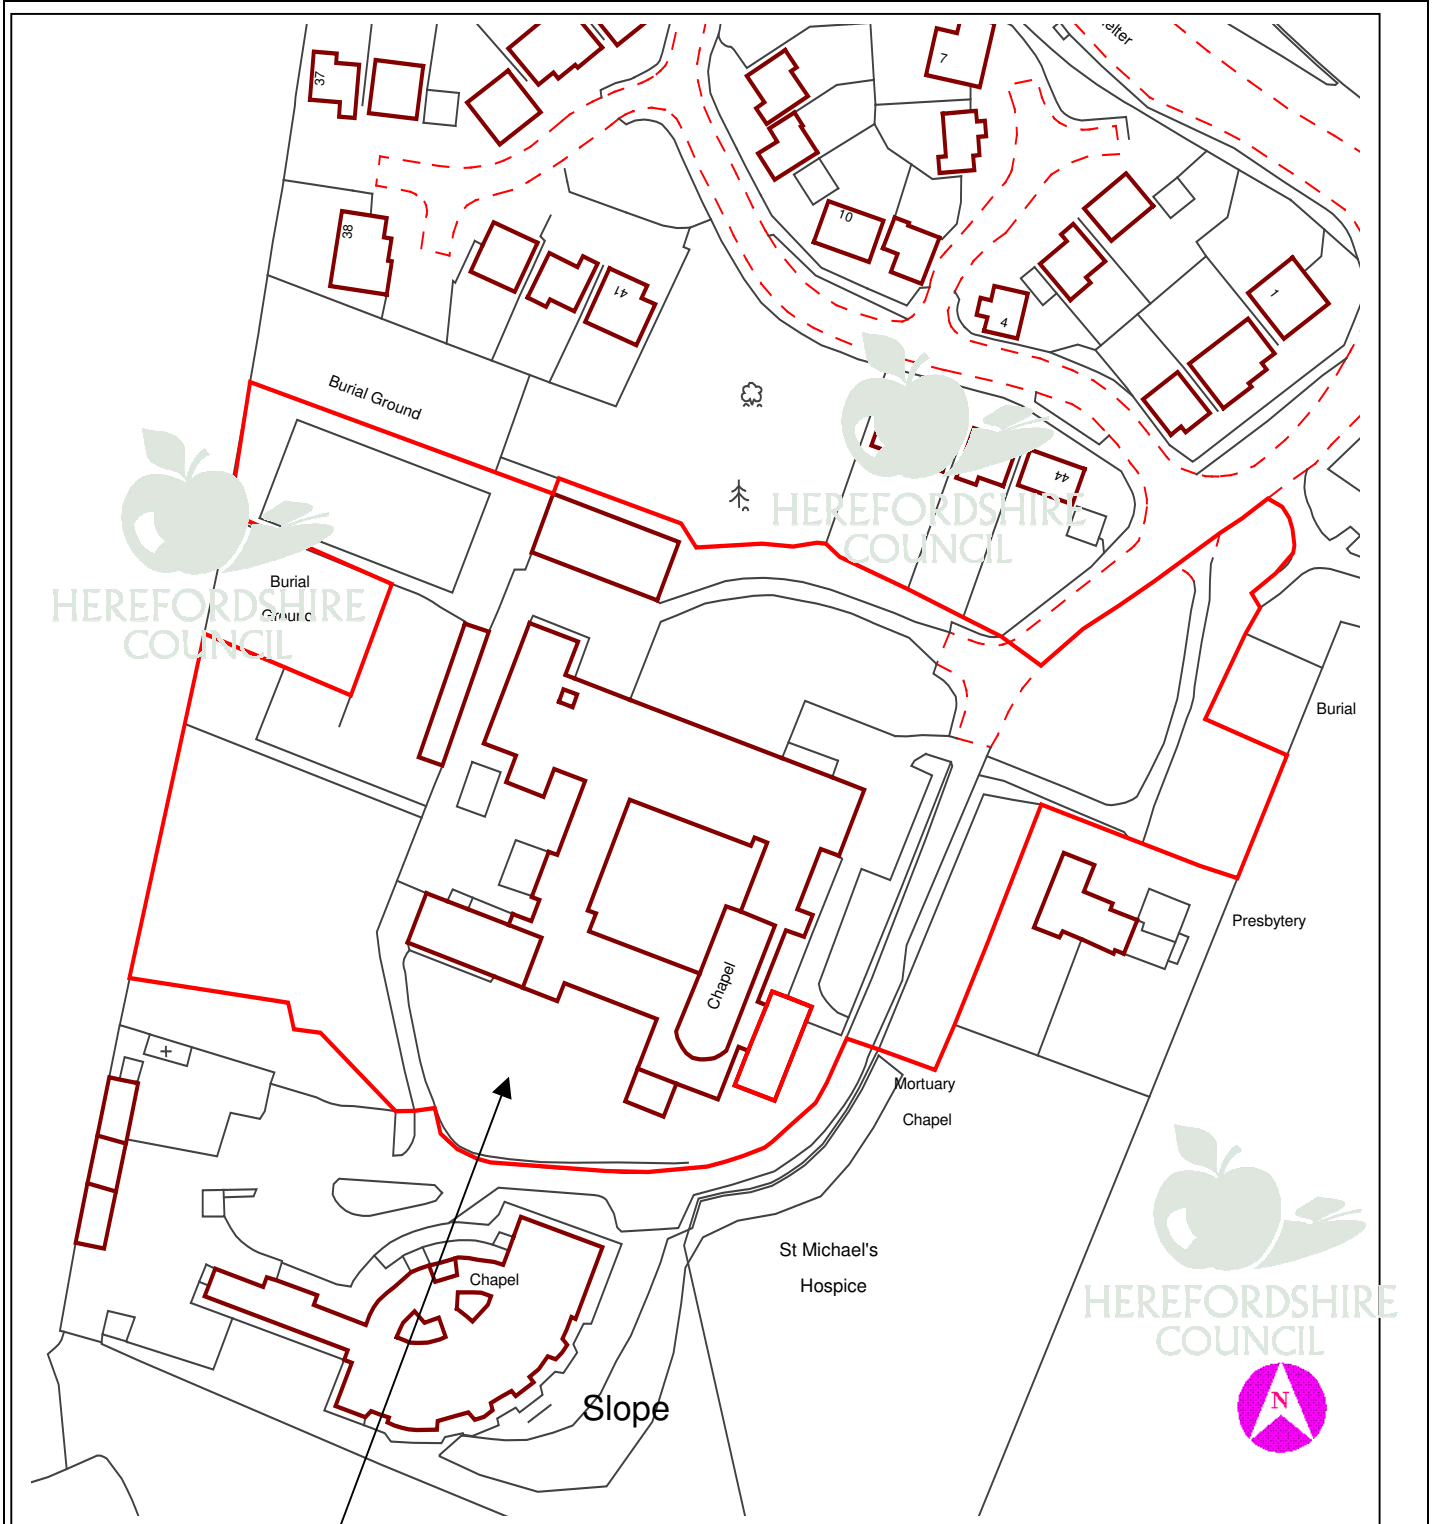 37
7
38
10
41
4
1
Burial Ground
44
HEREFORDSHIRE
COUNCIL
Burial
Ground
HEREFORDSHIRE
COUNCIL
Burial
Presbytery
Chapel
Mortuary
Chapel
St Michael's
Hospice
Chapel
HEREFORDSHIRE
COUNCIL
Slope
N